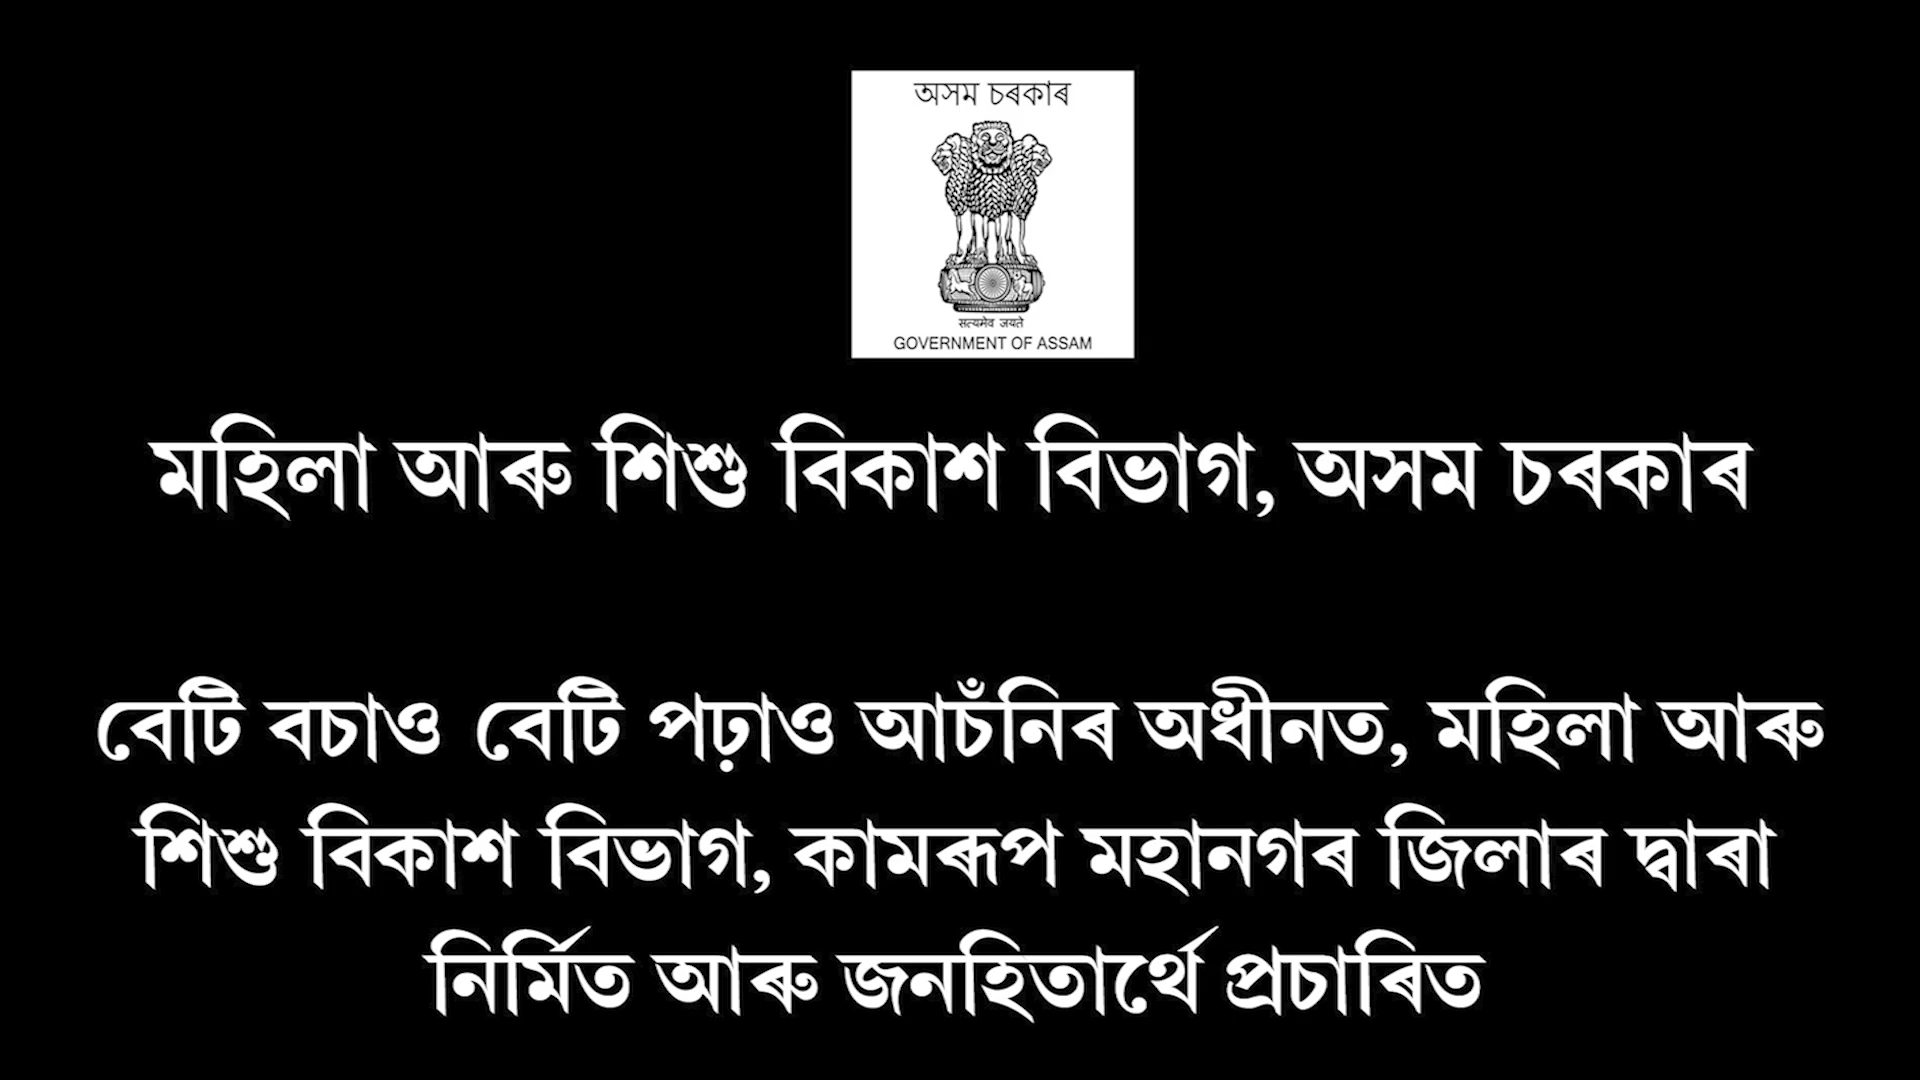 অসম চৰকাৰ
सत्यमेव जयते
GOVERNMENT OF ASSAM
মহিলা আৰু শিশু বিকাশ বিভাগ, অসম চৰকাৰ
বেটি বচাও বেটি পঢ়াও আচঁনিৰ অধীনত, মহিলা আৰু
শিশু বিকাশ বিভাগ, কামৰূপ মহানগৰ জিলাৰ দ্বাৰা
নিৰ্মিত আৰু জনহিতাৰ্থে প্ৰচাৰিত